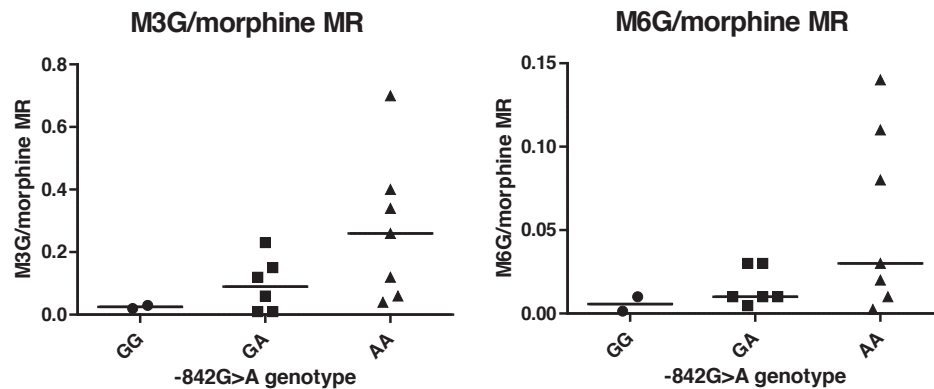 M3G/morphine MR
M3G/morphine MR
0.8
0.6
0.4
0.2
0.0
GG
GA
AA
-842G>A genotype
M6G/morphine MR
M6G/morphine MR
0.15
0.10
0.05
0.00
GG
GA
AA
-842G>A genotype